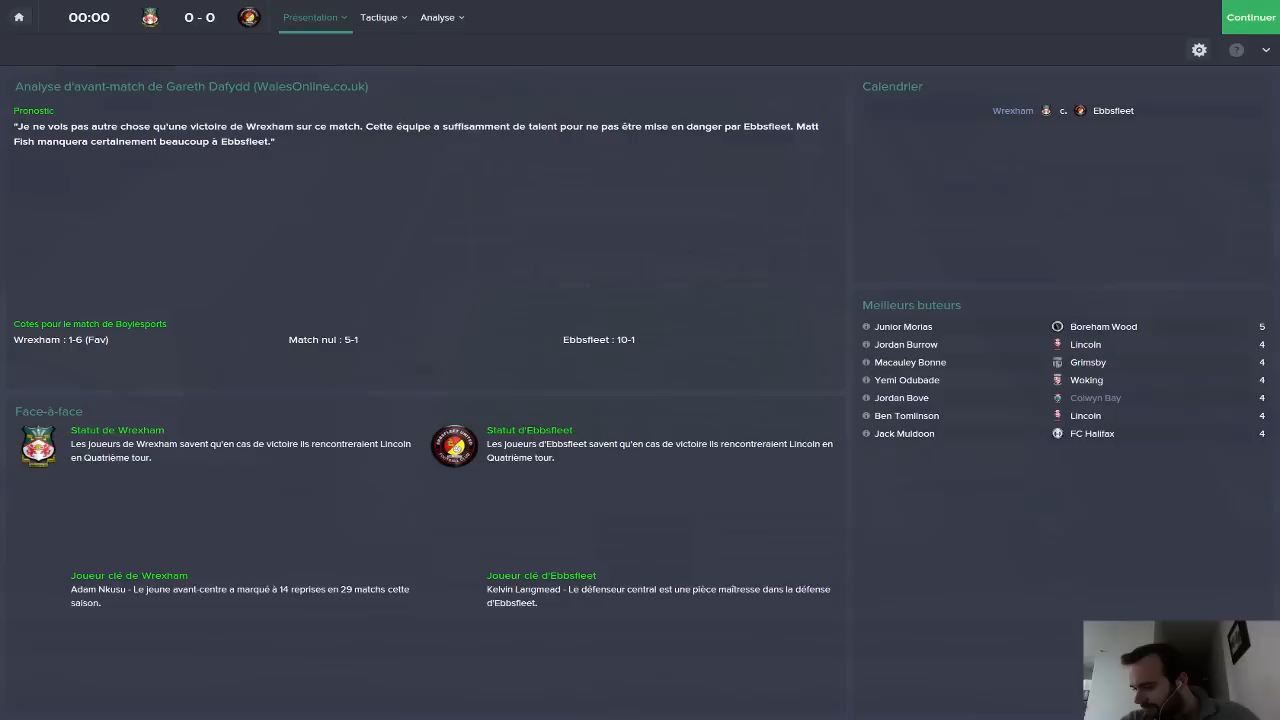 00:00
0 - 0
Présentation
Tactique
Analyse
Continuer
Analyse d'avant-match de Gareth Dafydd (WalesOnline.co.uk)
Pronostic
"Je ne vois pas autre chose qu'une victoire de Wrexham sur ce match. Cette équipe a suffisamment de talent pour ne pas être mise en danger par Ebbsfleet. Matt
Fish manquera certainement beaucoup à Ebbsfleet."
Cotes pour le match de Boylesports
Wrexham : 1-6 (Fav)
Match nul : 5-1
Ebbsfleet : 10-1
Calendrier
Wrexham c. Ebbsfleet
Meilleurs buteurs
Junior Morias Boreham Wood 5
Jordan Burrow Lincoln 4
Macauley Bonne Grimsby 4
Yemi Odubade Woking 4
Jordan Bove Colwyn Bay 4
Ben Tomlinson Lincoln 4
Jack Muldoon FC Halifax 4
Face-à-face
Statut de Wrexham
Les joueurs de Wrexham savent qu'en cas de victoire ils rencontreraient Lincoln
en Quatrième tour.
Statut d'Ebbsfleet
Les joueurs d'Ebbsfleet savent qu'en cas de victoire ils rencontreraient Lincoln en
Quatrième tour.
Joueur clé de Wrexham
Adam Nkusu - Le jeune avant-centre a marqué à 14 reprises en 29 matchs cette
saison.
Joueur clé d'Ebbsfleet
Kelvin Langmead - Le défenseur central est une pièce maîtresse dans la défense
d'Ebbsfleet.